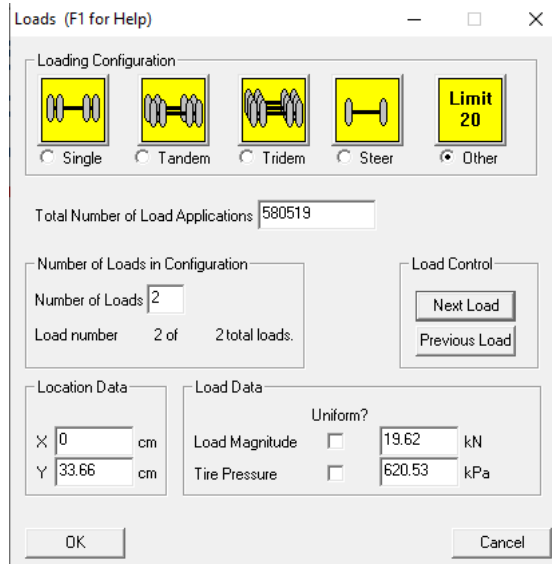 Loads (F1 for Help)
Loading Configuration
Limit
20
Single Tandem Tridem Steer Other
Total Number of Load Applications 580519
Number of Loads in Configuration
Number of Loads 2
Load number 2 of 2 total loads.
Load Control
Next Load
Previous Load
Location Data
X 0 cm
Y 33.66 cm
Load Data
Uniform?
Load Magnitude 19.62 kN
Tire Pressure 620.53 kPa
OK
Cancel